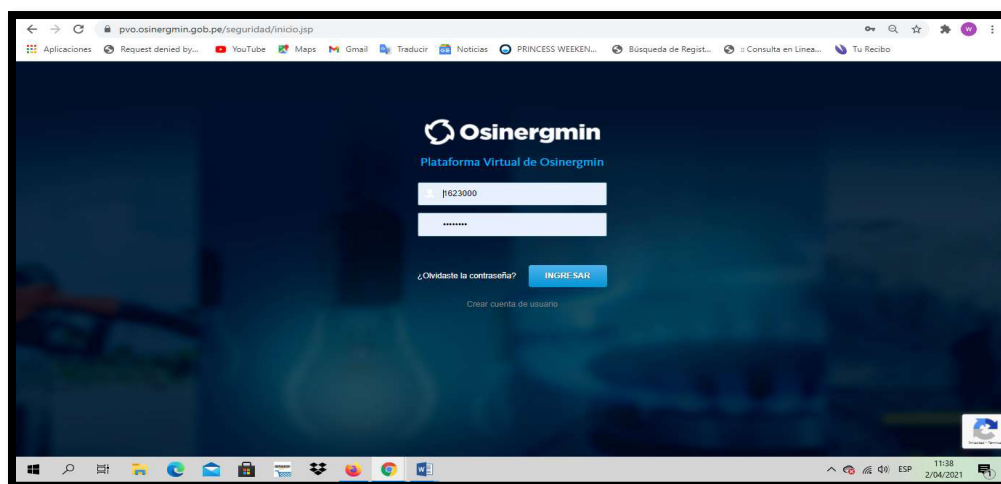 pvo.osinergmin.gob.pe/seguridad/inicio.jsp
W
Aplicaciones Request denied by... YouTube Maps Gmail Traducir Noticias PRINCESS WEEKEN... Búsqueda de Regist... :: Consulta en Linea... Tu Recibo
Osinergmin
Plataforma Virtual de Osinergmin
1623000
••••••••
¿Olvidaste la contraseña? INGRESAR
Crear cuenta de usuario
ESP 11:38
2/04/2021